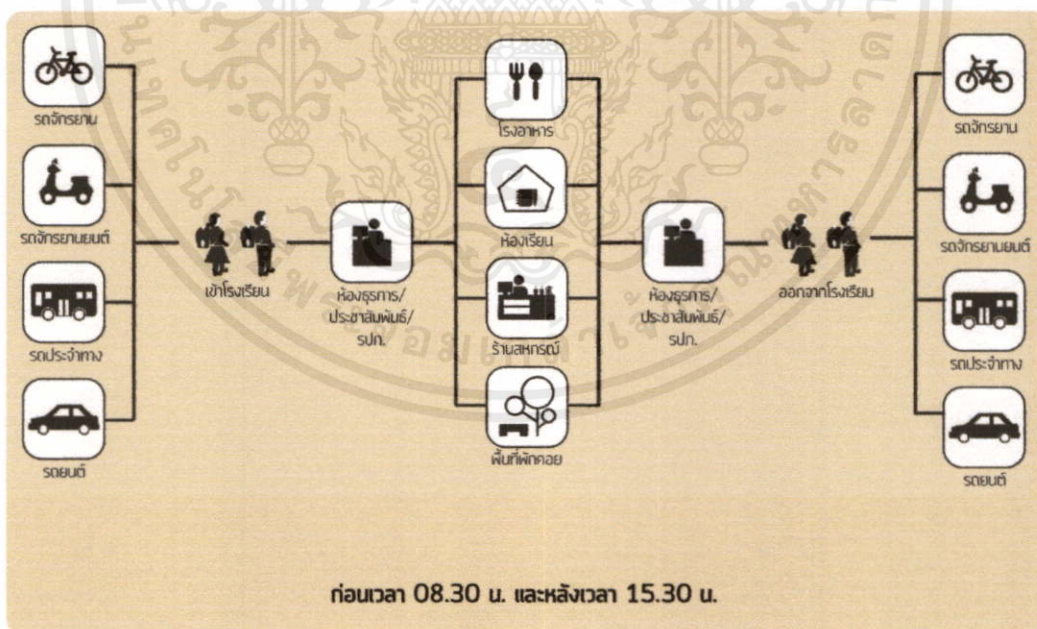 รถจักรยาน
รถจักรยานยนต์
รถประจำทาง
รถยนต์
เข้าโรงเรียน
ห้องธุรการ/
ประชาสัมพันธ์/
รปภ.
โรงอาหาร
ห้องเรียน
ร้านสหกรณ์
พื้นที่พักคอย
ห้องธุรการ/
ประชาสัมพันธ์/
รปภ.
ออกจากโรงเรียน
รถจักรยาน
รถจักรยานยนต์
รถประจำทาง
รถยนต์
ก่อนเวลา 08.30 น. และหลังเวลา 15.30 น.